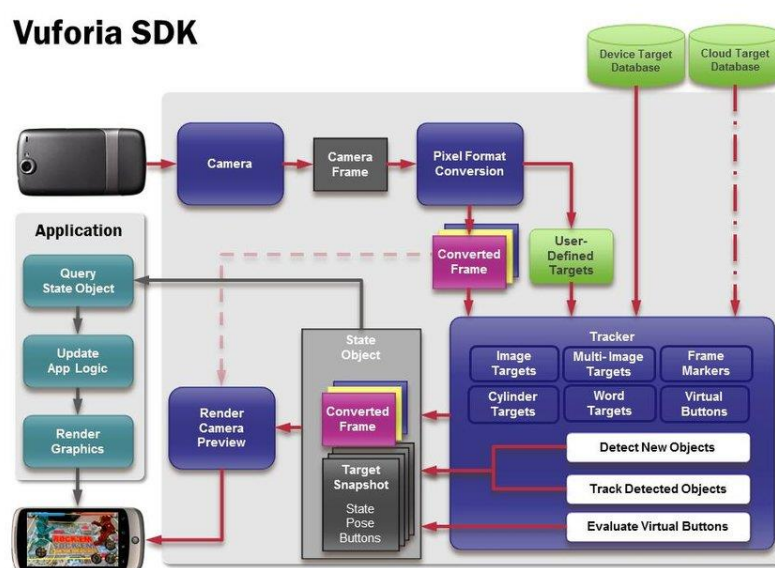 Vuforia SDK
Device Target
Database
Cloud Target
Database
Camera
Camera
Frame
Pixel Format
Conversion
Application
Query
State Object
Update
App Logic
Render
Graphics
Converted
Frame
User-
Defined
Targets
State
Object
Converted
Frame
Target
Snapshot
State
Pose
Buttons
Render
Camera
Preview
Tracker
Image
Targets
Multi-Image
Targets
Frame
Markers
Cylinder
Targets
Word
Targets
Virtual
Buttons
Detect New Objects
Track Detected Objects
Evaluate Virtual Buttons